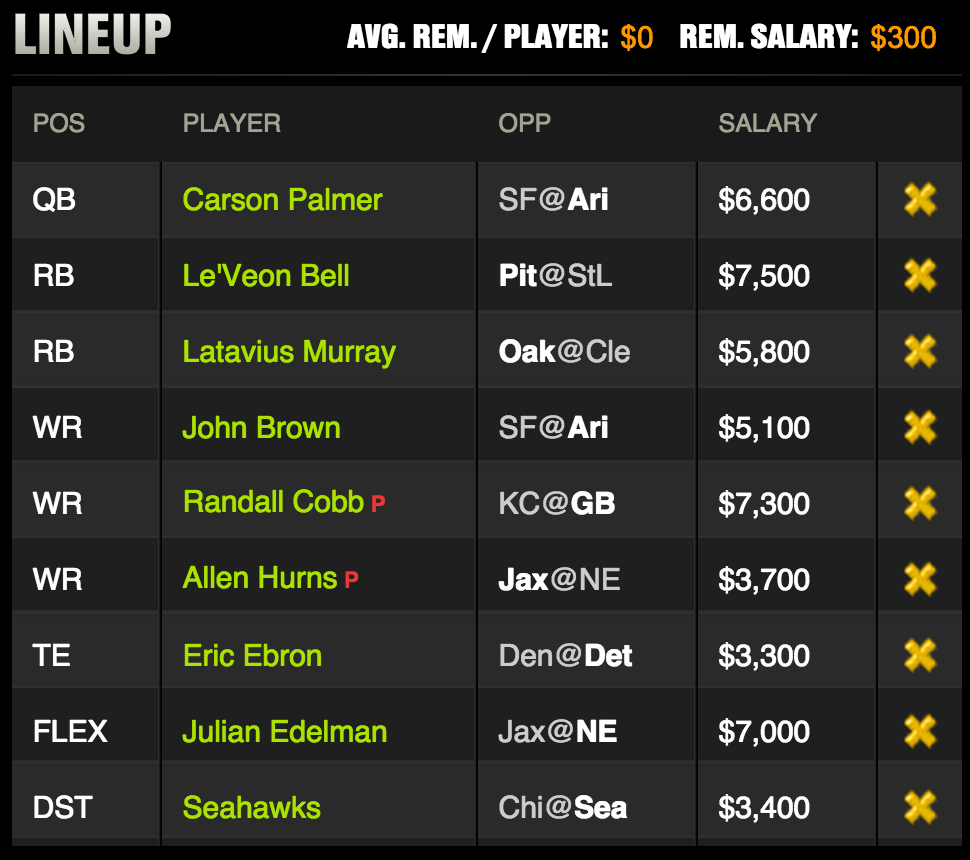 LINEUP AVG. REM. / PLAYER: $0 REM. SALARY: $300
POS PLAYER OPP SALARY
QB Carson Palmer SF@Ari $6,600
RB Le'Veon Bell Pit@StL $7,500
RB Latavius Murray Oak@Cle $5,800
WR John Brown SF@Ari $5,100
WR Randall Cobb P KC@GB $7,300
WR Allen Hurns P Jax@NE $3,700
TE Eric Ebron Den@Det $3,300
FLEX Julian Edelman Jax@NE $7,000
DST Seahawks Chi@Sea $3,400